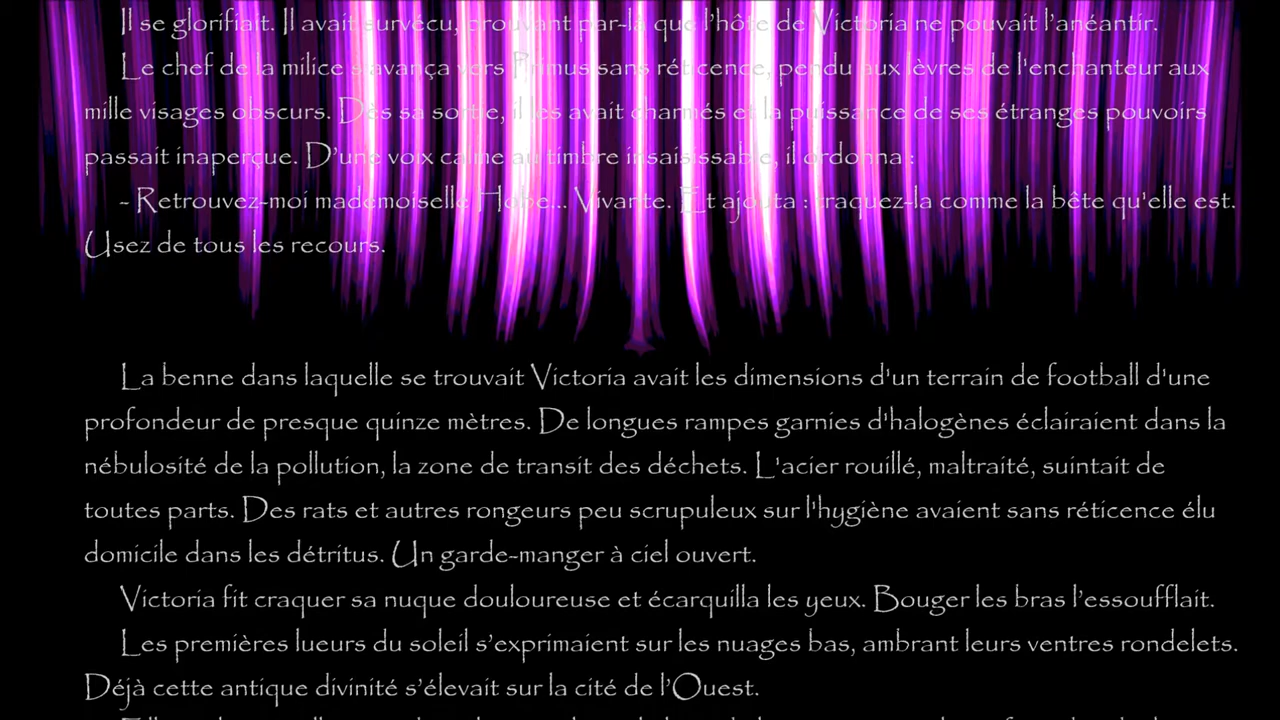 Il se glorifiait. Il avait survécu, prouvant par-là que l'hôte de Victoria ne pouvait l'anéantir.
Le chef de la milice s'avança vers Primus sans réticence, pendu aux lèvres de l'enchanteur aux
mille visages obscurs. Dès sa sortie, il les avait charmés et la puissance de ses étranges pouvoirs
passait inaperçue. D'une voix calme au timbre insaisissable, il ordonna :
- Retrouvez-moi mademoiselle Hobe... Vivante. Et ajouta : traquez-la comme la bête qu'elle est.
Usez de tous les recours.
La benne dans laquelle se trouvait Victoria avait les dimensions d'un terrain de football d'une
profondeur de presque quinze mètres. De longues rampes garnies d'halogènes éclairaient dans la
nébulosité de la pollution, la zone de transit des déchets. L'acier rouillé, maltraité, suintait de
toutes parts. Des rats et autres rongeurs peu scrupuleux sur l'hygiène avaient sans réticence élu
domicile dans les détritus. Un garde-manger à ciel ouvert.
Victoria fit craquer sa nuque douloureuse et écarquilla les yeux. Bouger les bras l'essoufflait.
Les premières lueurs du soleil s'exprimaient sur les nuages bas, ambrant leurs ventres rondelets.
Déjà cette antique divinité s'élevait sur la cité de l'Ouest.